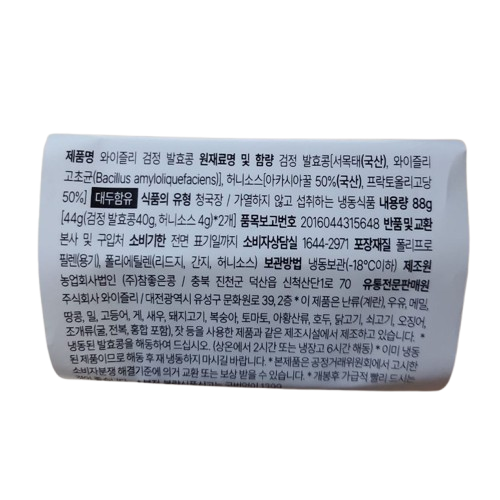 제품명 와이즐리 검정 발효콩 원재료명 및 함량 검정 발효콩[서목태(국산), 와이즐리
고초균(Bacillus amyloliquefaciens)], 허니소스[아카시아꿀 50%(국산), 프락토올리고당
50%] 대두함유 식품의 유형 청국장 / 가열하지 않고 섭취하는 냉동식품 내용량 88g
[44g(검정 발효콩40g, 허니소스 4g)*2개] 품목보고번호 2016044315648 반품및교환
본사 및 구입처 소비기한 전면 표기일까지 소비자상담실 1644-2971 포장재질 폴리프로
필렌(용기), 폴리에틸렌(리드지, 간지, 허니소스) 보관방법 냉동보관(-18℃이하) 제조원
농업회사법인 (주)참좋은콩 / 충북 진천군 덕산읍 신척산단1로 70 유통전문판매원
주식회사 와이즐리 / 대전광역시 유성구 문화원로 39, 2층 * 이 제품은 난류(계란), 우유, 메밀,
땅콩, 밀, 고등어, 게, 새우, 돼지고기, 복숭아, 토마토, 아황산류, 호두, 닭고기, 쇠고기, 오징어,
조개류(굴, 전복, 홍합 포함), 잣 등을 사용한 제품과 같은 제조시설에서 제조하고 있습니다. *
냉동된 발효콩을 해동하여 드십시오. (상온에서 2시간 또는 냉장고 6시간 해동) * 이미 냉동
된 제품이므로 해동 후 재 냉동하지 마시길 바랍니다. * 본제품은 공정거래위원회에서 고시한
소비자분쟁 해결기준에 의거 교환 또는 보상 받을 수 있습니다. * 개봉후 가급적 빨리 드시는